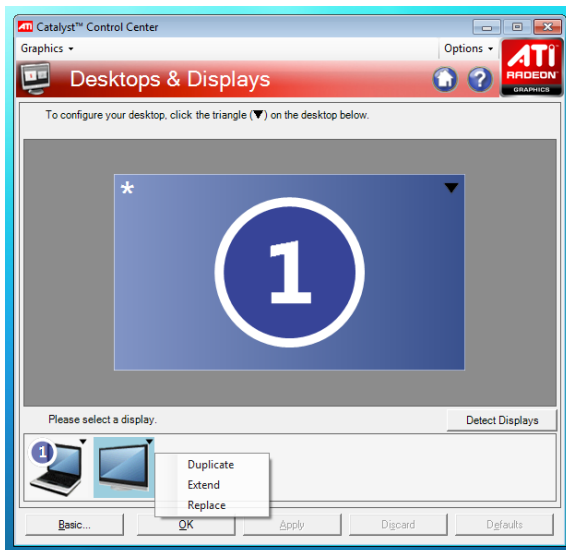 ATI Catalyst™ Control Center
Graphics
Options
ATI
RADEON
GRAPHICS
Desktops & Displays
To configure your desktop, click the triangle (▼) on the desktop below.
*
1
Please select a display.
Detect Displays
1
Duplicate
Extend
Replace
Basic...
OK
Apply
Discard
Defaults